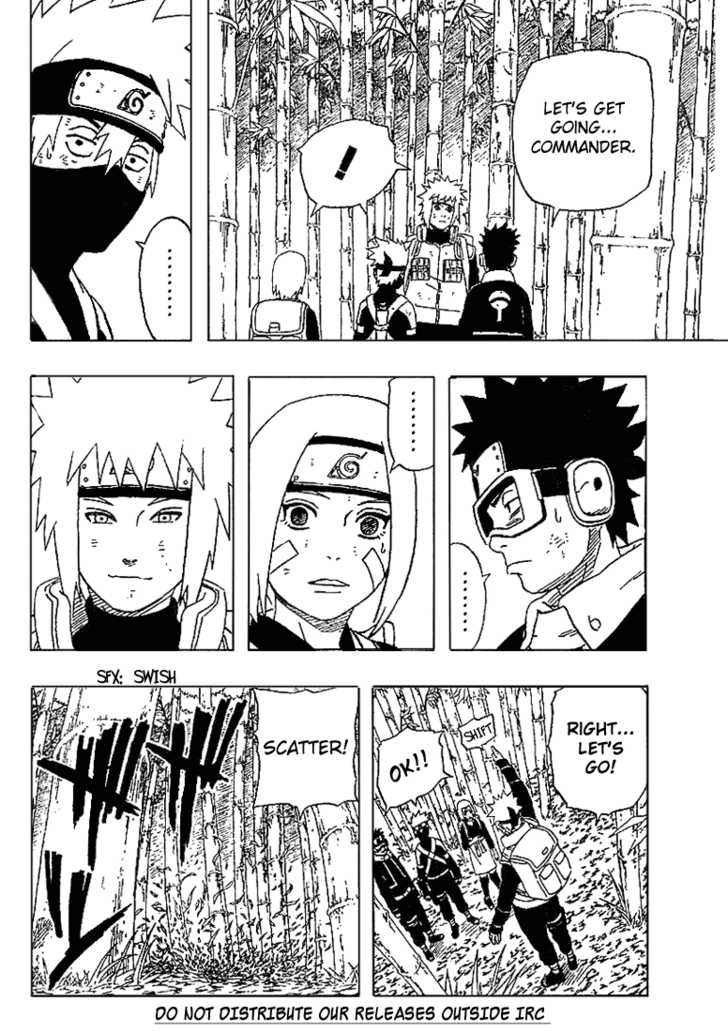 LET'S GET
GOING...
COMMANDER.
!
........
........
........
RIGHT...
LET'S
GO!
SHIFT
OK!!
SCATTER!
SFX: SWISH
DO NOT DISTRIBUTE OUR RELEASES OUTSIDE IRC